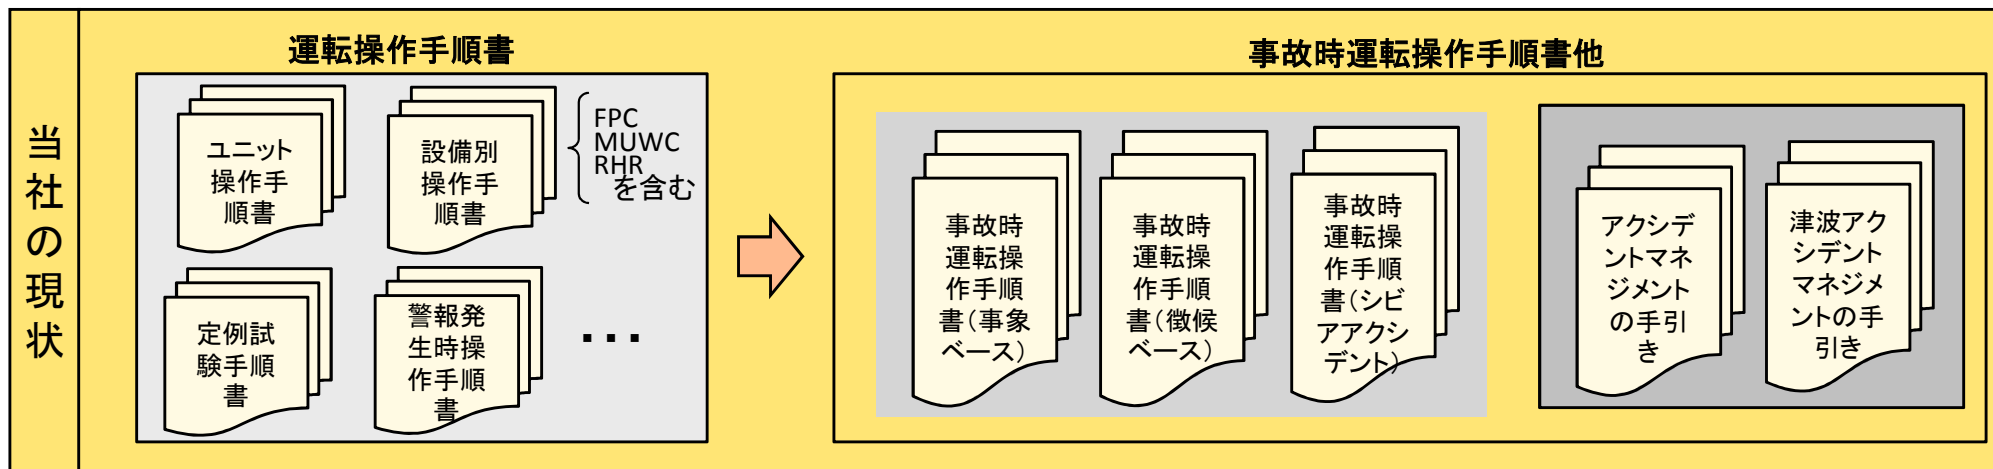 当社の現状
運転操作手順書
ユニット
操作手
順書
設備別
操作手
順書
FPC
MUWC
RHR
を含む
定例試
験手順
書
警報発
生時操
作手順
書
・・・
事故時運転操作手順書他
事故時
運転操
作手順
書（事象
ベース）
事故時
運転操
作手順
書（徴候
ベース）
事故時
運転操
作手順
書（シビ
アアクシ
デント）
アクシデ
ントマネ
ジメント
の手引
き
津波アク
シデント
マネジメ
ントの手
引き